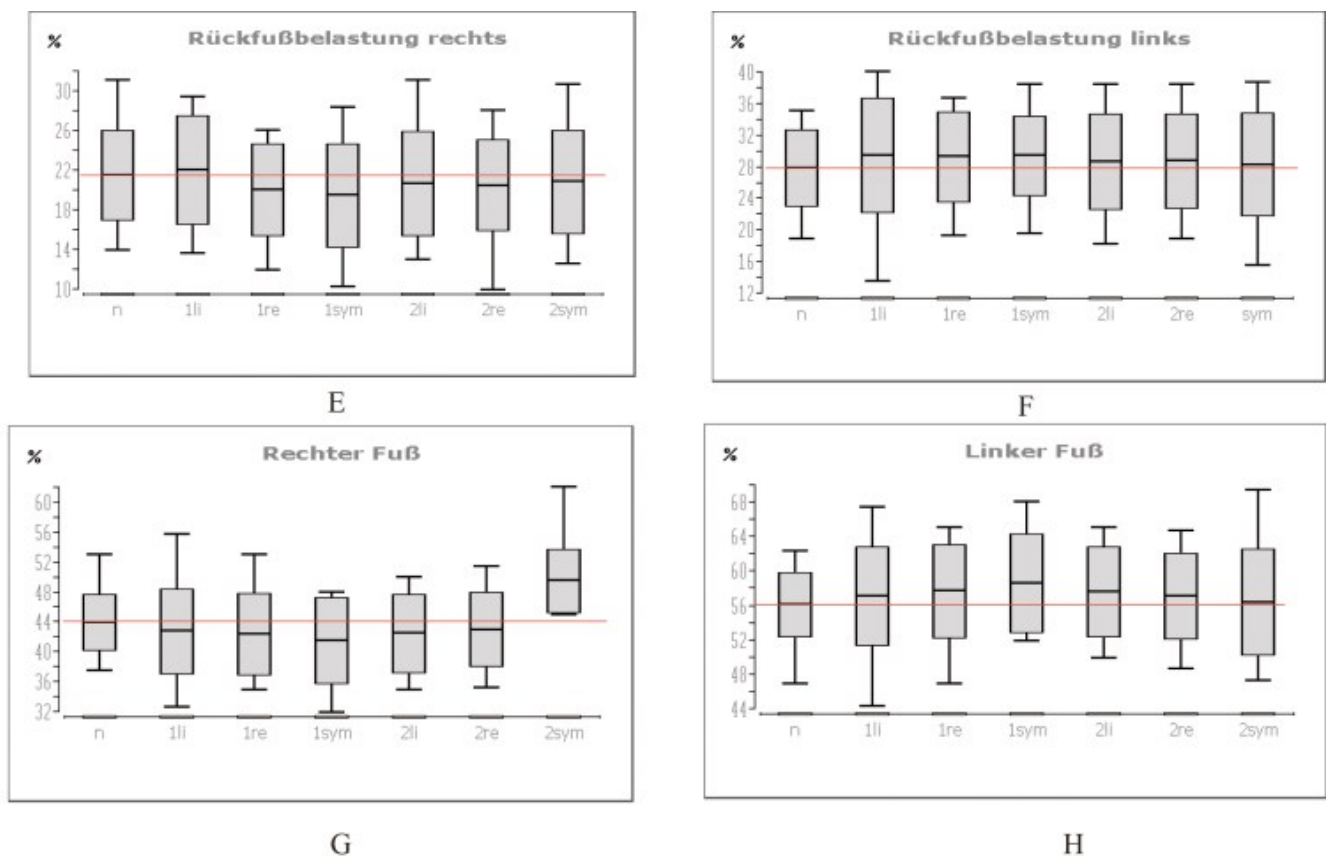 % Rückfußbelastung rechts
30
26
22
18
14
10
n 1li 1re 1sym 2li 2re 2sym
E
% Rückfußbelastung links
40
36
32
28
24
20
16
12
n 1li 1re 1sym 2li 2re sym
F
% Rechter Fuß
60
56
52
48
44
40
36
32
n 1li 1re 1sym 2li 2re 2sym
G
% Linker Fuß
68
64
60
56
52
48
44
n 1li 1re 1sym 2li 2re 2sym
H